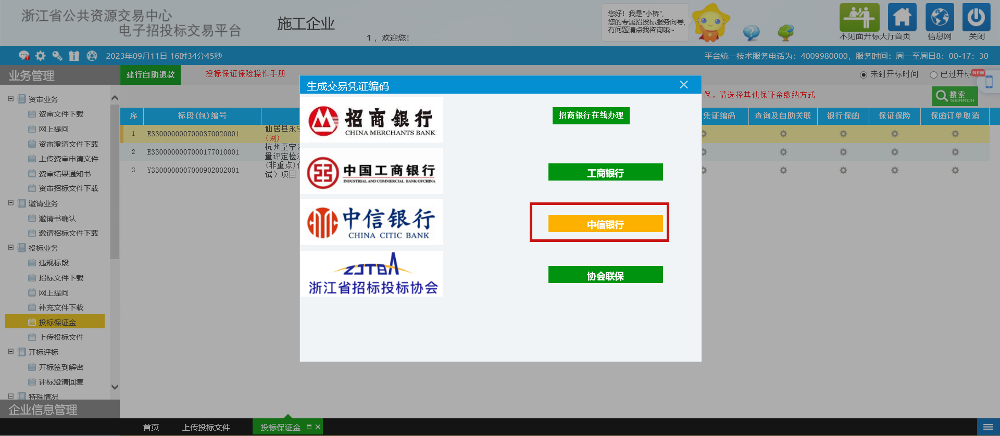 浙江省公共资源交易中心
电子招投标交易平台
施工企业
1 ，欢迎您！
您好！我是"小桥"，
您的专属招投标服务向导，
有问题请点我咨询哦~
不见面开标大厅
首页
信息网
关闭
2023年09月11日 16时34分45秒
平台统一技术服务电话为：4009980000，服务时间：周一至周日8：00-17：30
业务管理
建行自助退款
投标保证保险操作手册
未到开标时间
已过开标
NEW
资审业务
资审文件下载
网上提问
资审澄清文件下载
上传资审申请文件
资审结果通知书
资审招标文件下载
邀请业务
邀请书确认
邀请招标文件下载
投标业务
违规标段
招标文件下载
网上提问
补充文件下载
投标保证金
上传投标文件
开标评标
开标签到解密
评标澄清回复
特殊情况
企业信息管理
保，请选择其他保证金缴纳方式
搜索
SEARCH
序
标段(包)编号
凭证编码
查询及自助关联
银行保函
保证保险
保函订单取消
1
E3300000007000370020001
仙居县永安
(网)
2
E3300000007000177010001
杭州至宁波
量评定检测
3
Y3300000007000902002001
(非重点)
试）项目
生成交易凭证编码
招商银行
CHINA MERCHANTS BANK
招商银行在线办理
中国工商银行
INDUSTRIAL AND COMMERCIAL BANK OF CHINA
工商银行
中信银行
CHINA CITIC BANK
中信银行
ZJTBA
浙江省招标投标协会
协会联保
首页
上传投标文件
投标保证金